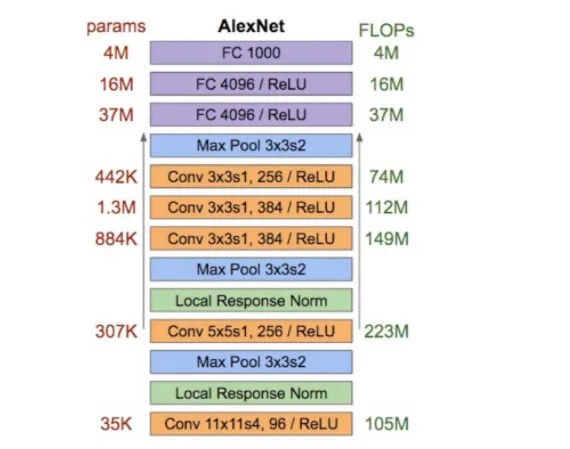 params AlexNet FLOPs
4M FC 1000 4M
16M FC 4096 / ReLU 16M
37M FC 4096 / ReLU 37M
Max Pool 3x3s2
442K Conv 3x3s1, 256 / ReLU 74M
1.3M Conv 3x3s1, 384 / ReLU 112M
884K Conv 3x3s1, 384 / ReLU 149M
Max Pool 3x3s2
Local Response Norm
307K Conv 5x5s1, 256 / ReLU 223M
Max Pool 3x3s2
Local Response Norm
35K Conv 11x11s4, 96 / ReLU 105M